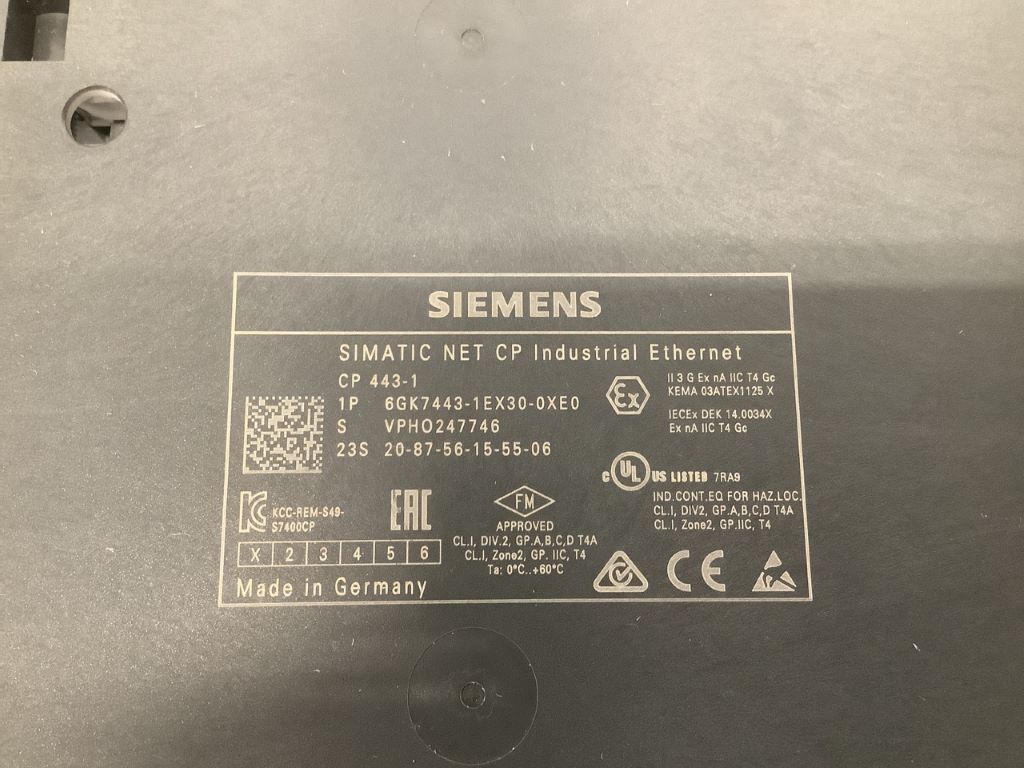 SIEMENS
SIMATIC NET CP Industrial Ethernet
CP 443-1
1P 6GK7443-1EX30-0XE0
S VPHO247746
23S 20-87-56-15-55-06
Ex
II 3 G Ex nA IIC T4 Gc
KEMA 03ATEX1125 X
IECEx DEK 14.0034X
Ex nA IIC T4 Gc
C UL US LISTED 7RA9
IND.CONT.EQ FOR HAZ.LOC.
CL.I, DIV2, GP.A,B,C,D T4A
CL.I, Zone2, GP.IIC, T4
KCC-REM-S49-
S7400CP
EAC
FM
APPROVED
CL.I, DIV.2, GP.A,B,C,D T4A
CL.I, Zone2, GP. IIC, T4
Ta: 0°C..+60°C
X 2 3 4 5 6
CE
Made in Germany